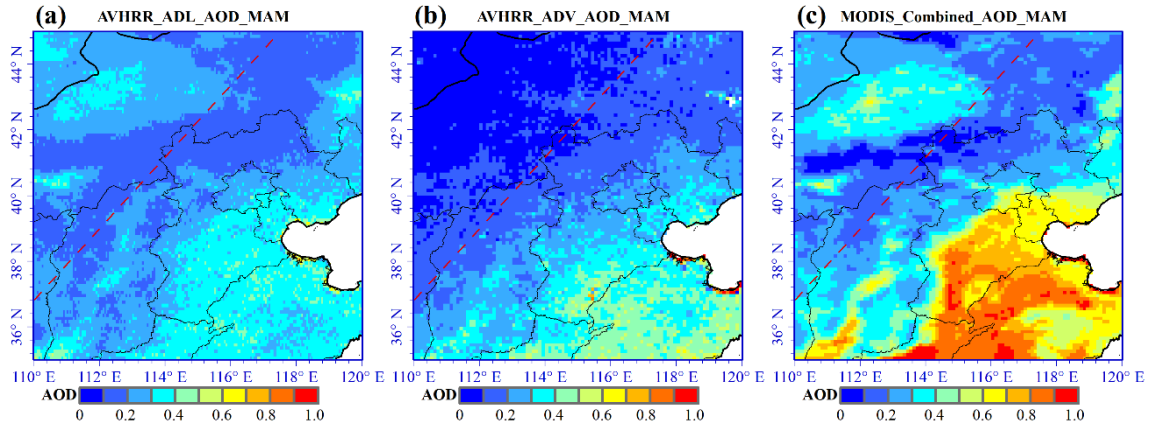 (a) AVHRR_ADL_AOD_MAM
44° N
42° N
40° N
38° N
36° N
110° E 112 114 116 118 120° E
AOD
0 0.2 0.4 0.6 0.8 1.0
(b) AVHRR_ADV_AOD_MAM
44° N
42° N
40° N
38° N
36° N
110° E 112 114 116 118 120° E
AOD
0 0.2 0.4 0.6 0.8 1.0
(c) MODIS_Combined_AOD_MAM
44° N
42° N
40° N
38° N
36° N
110° E 112 114 116 118 120° E
AOD
0 0.2 0.4 0.6 0.8 1.0